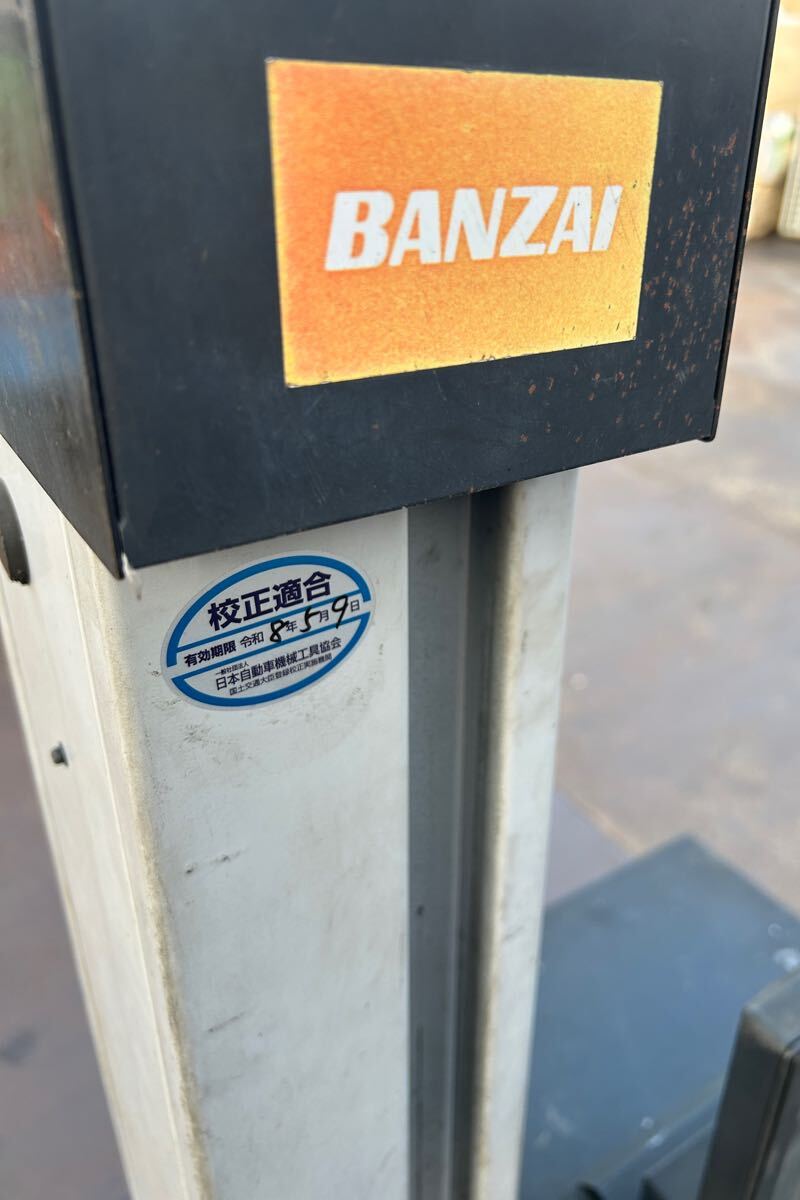 BANZAI
校正適合
有効期限 令和8年5月9日
一般社団法人
日本自動車機械工具協会
国土交通大臣登録校正実施機関